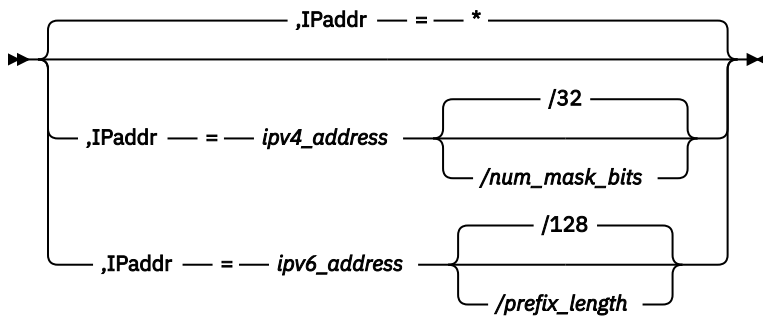 ,IPaddr = *
/32
,IPaddr = ipv4_address
/num_mask_bits
/128
,IPaddr = ipv6_address
/prefix_length